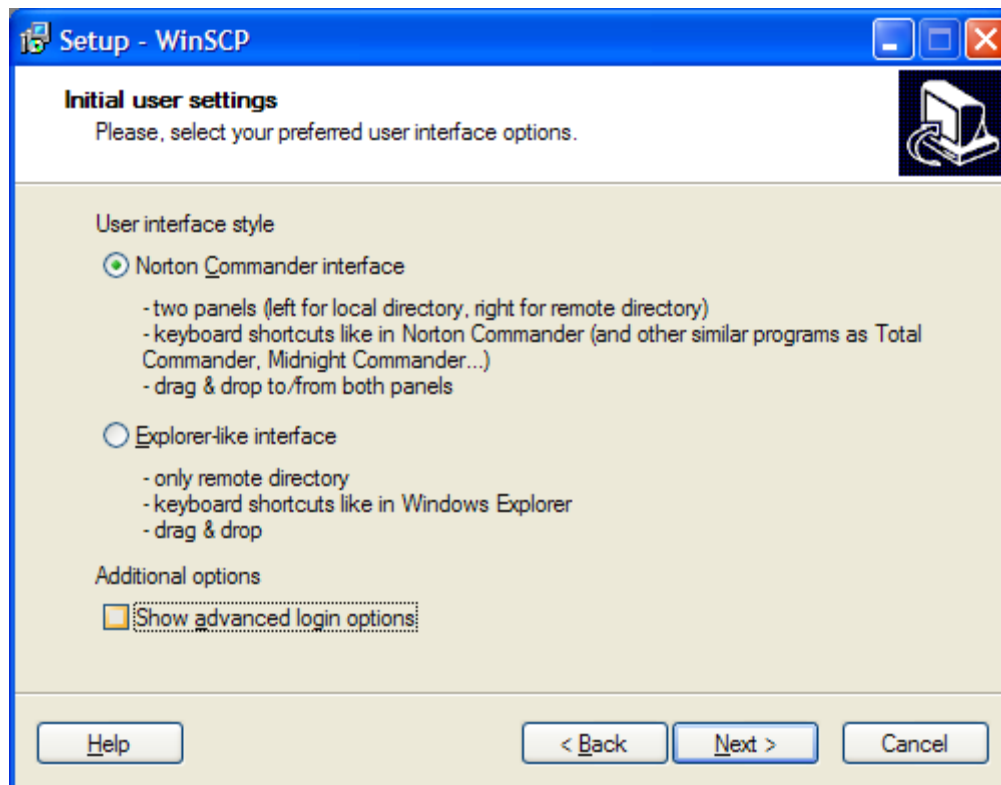 Setup - WinSCP
Initial user settings
Please, select your preferred user interface options.
User interface style
Norton Commander interface
- two panels (left for local directory, right for remote directory)
- keyboard shortcuts like in Norton Commander (and other similar programs as Total
Commander, Midnight Commander...)
- drag & drop to/from both panels
Explorer-like interface
- only remote directory
- keyboard shortcuts like in Windows Explorer
- drag & drop
Additional options
Show advanced login options
Help
< Back
Next >
Cancel